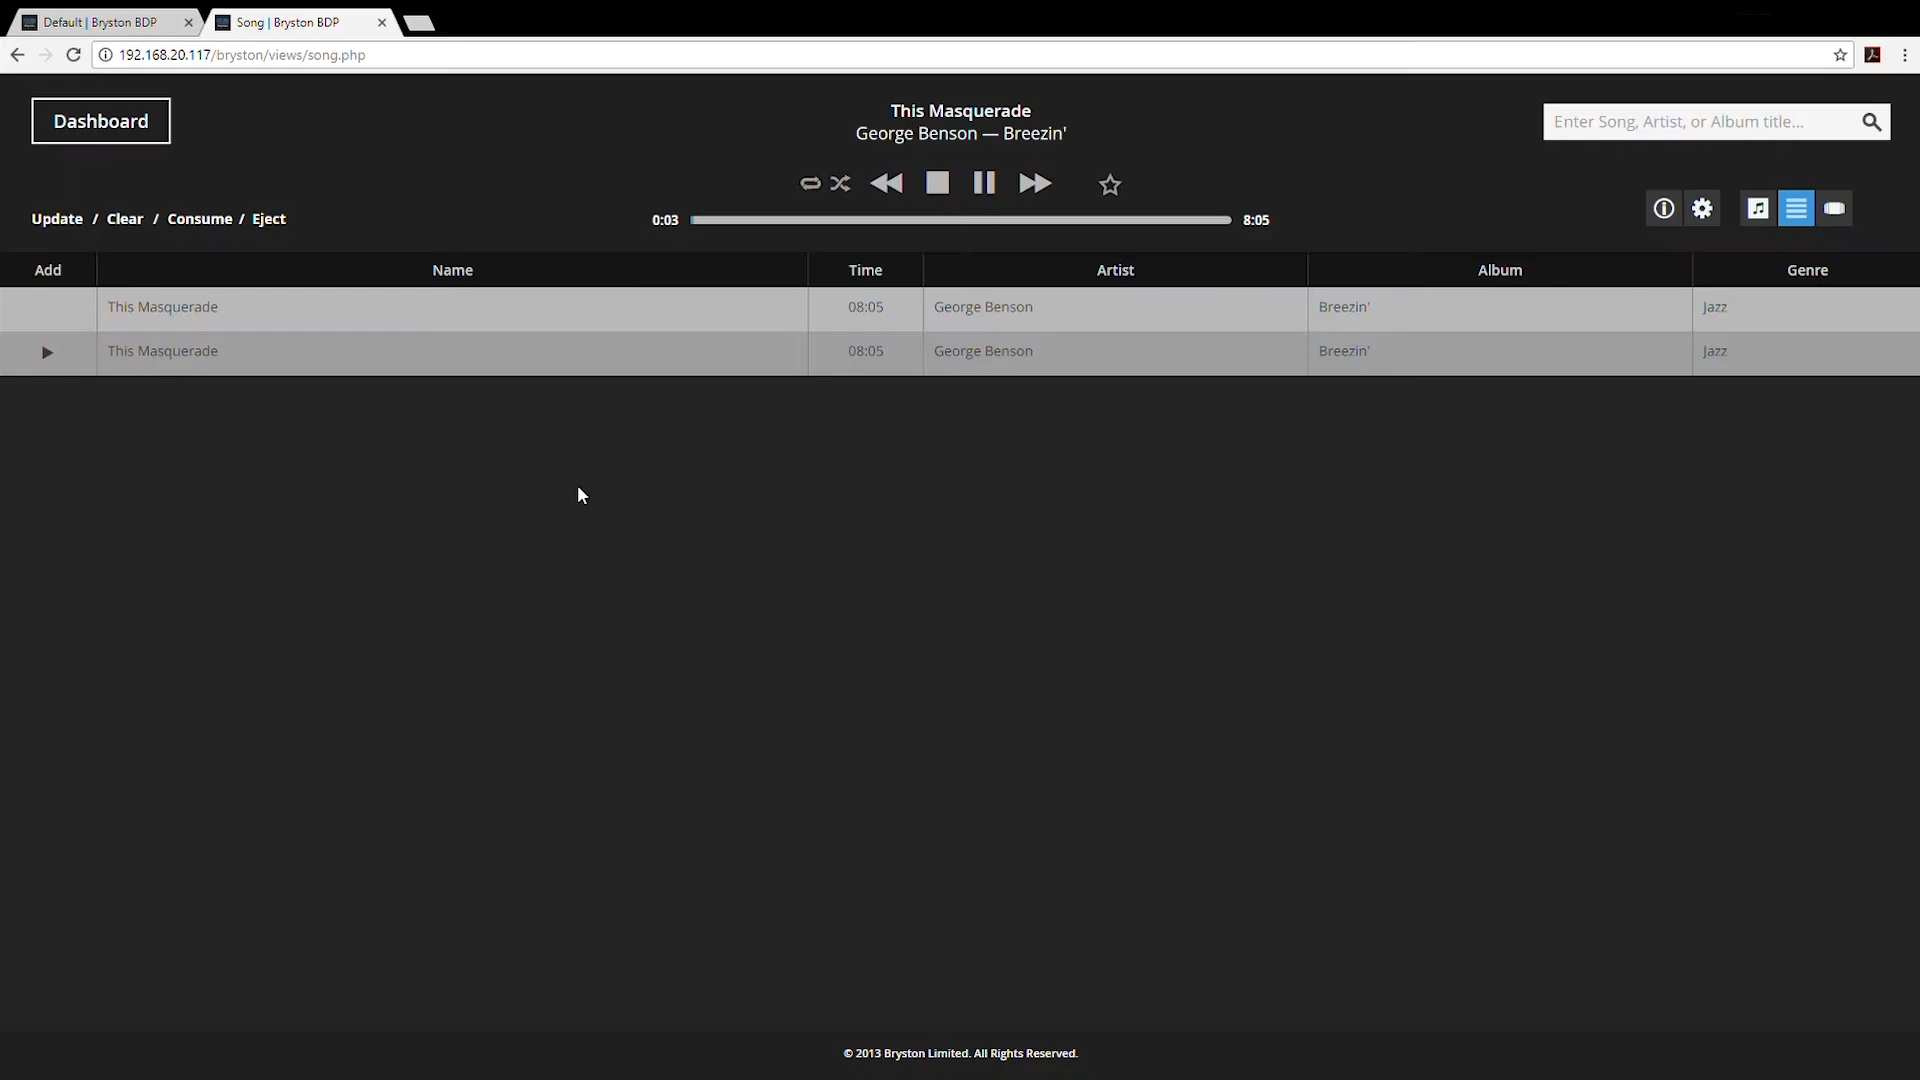 Default | Bryston BDP
Song | Bryston BDP
192.168.20.117/bryston/views/song.php
Dashboard
This Masquerade
George Benson — Breezin'
Enter Song, Artist, or Album title...
Update / Clear / Consume / Eject
0:03
8:05
Add Name Time Artist Album Genre
This Masquerade 08:05 George Benson Breezin' Jazz
This Masquerade 08:05 George Benson Breezin' Jazz
© 2013 Bryston Limited. All Rights Reserved.